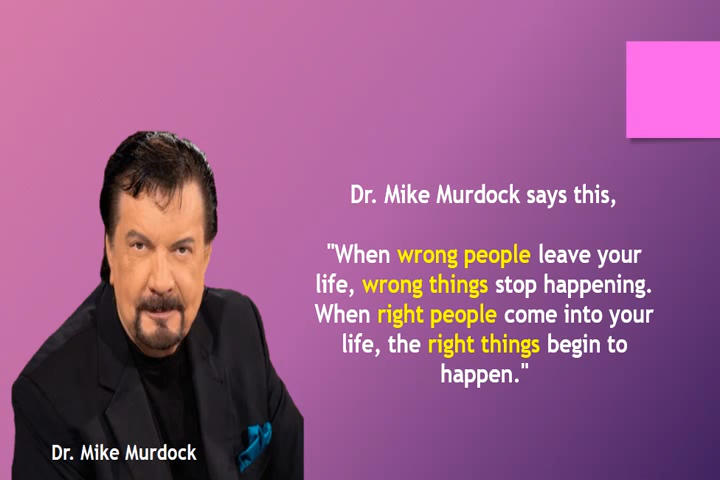 Dr. Mike Murdock says this,
"When wrong people leave your
life, wrong things stop happening.
When right people come into your
life, the right things begin to
happen."
Dr. Mike Murdock